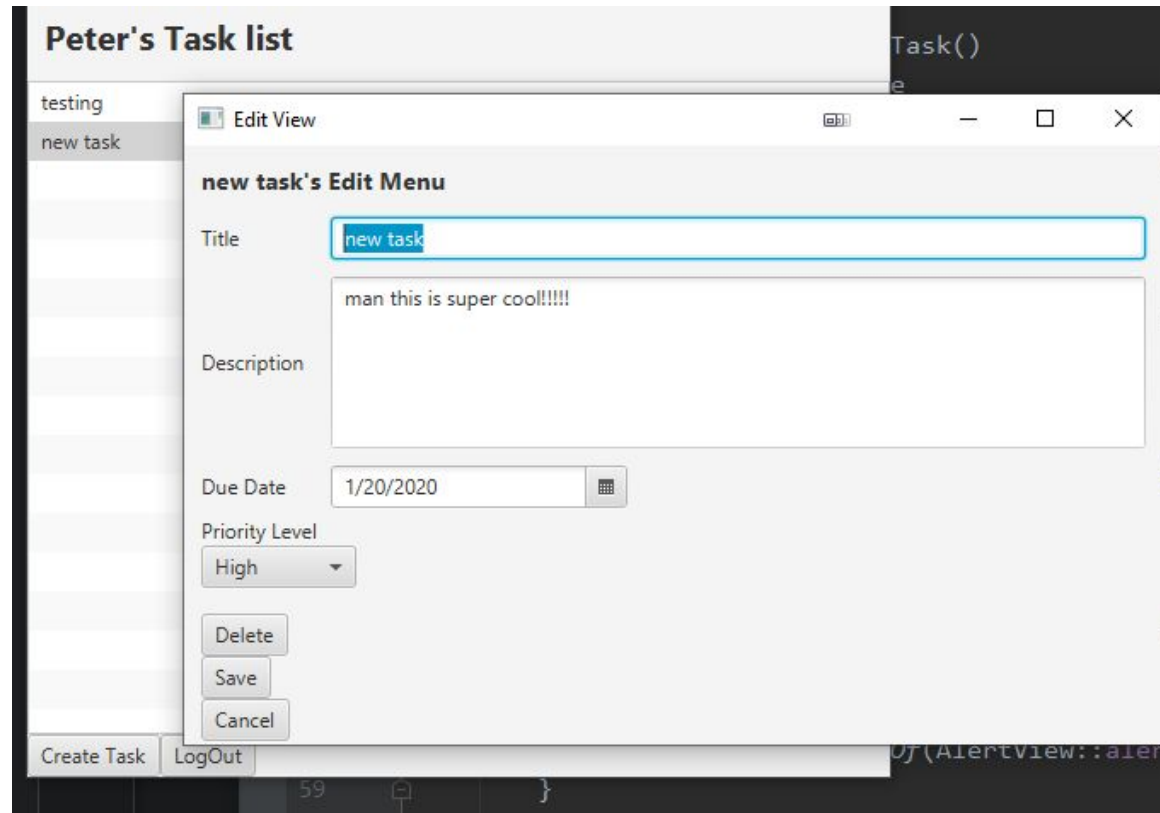 Peter's Task list
Task()
e
testing
new task
Edit View
new task's Edit Menu
Title
new task
Description
man this is super cool!!!!!
Due Date
1/20/2020
Priority Level
High
Delete
Save
Cancel
Create Task
LogOut
Of(AlertView::aler
59
}